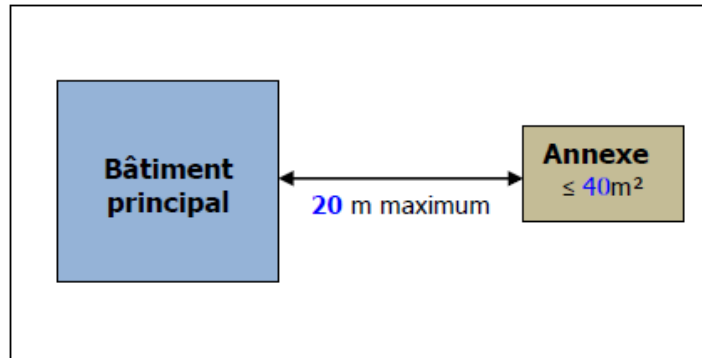 Bâtiment
principal
20 m maximum
Annexe
≤ 40m²